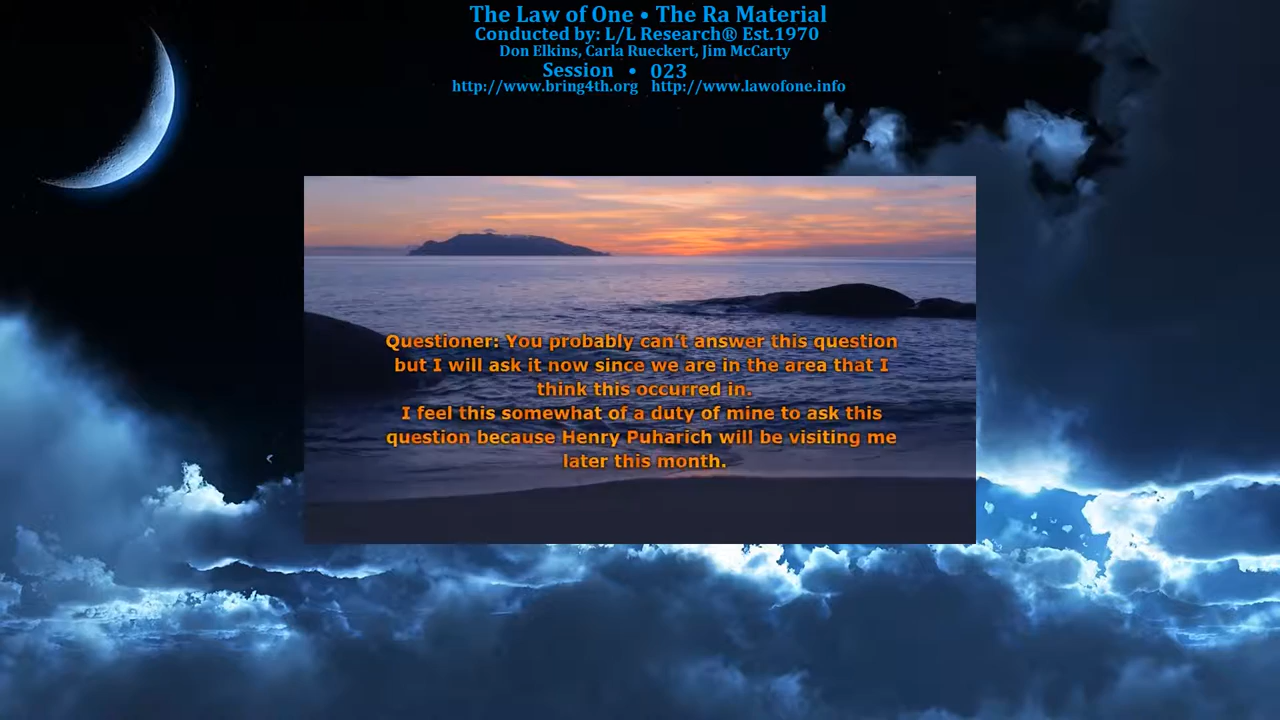 The Law of One • The Ra Material
Conducted by: L/L Research® Est.1970
Don Elkins, Carla Rueckert, Jim McCarty
Session • 023
http://www.bring4th.org http://www.lawofone.info
Questioner: You probably can't answer this question
but I will ask it now since we are in the area that I
think this occurred in.
I feel this somewhat of a duty of mine to ask this
question because Henry Puharich will be visiting me
later this month.